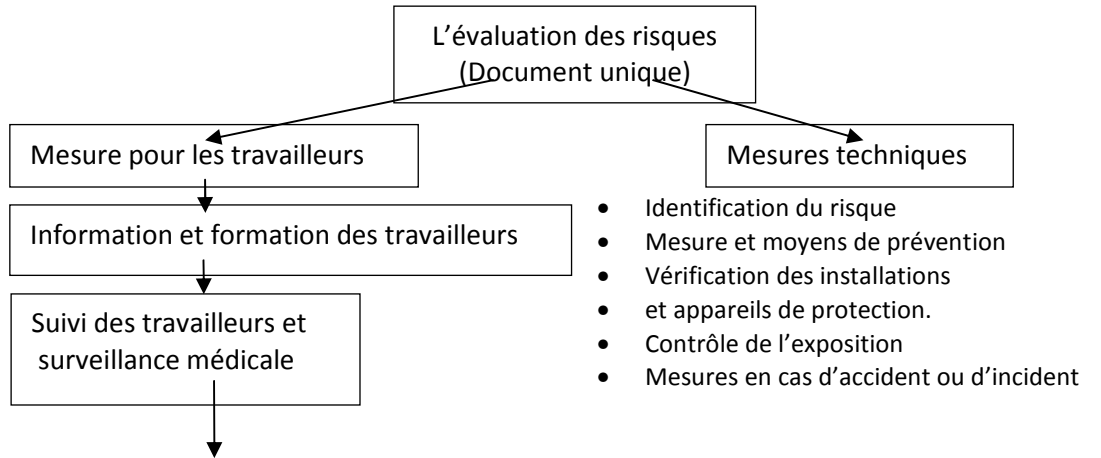 L'évaluation des risques
(Document unique)
Mesure pour les travailleurs
Mesures techniques
Information et formation des travailleurs
Suivi des travailleurs et
surveillance médicale
• Identification du risque
• Mesure et moyens de prévention
• Vérification des installations
• et appareils de protection.
• Contrôle de l'exposition
• Mesures en cas d'accident ou d'incident